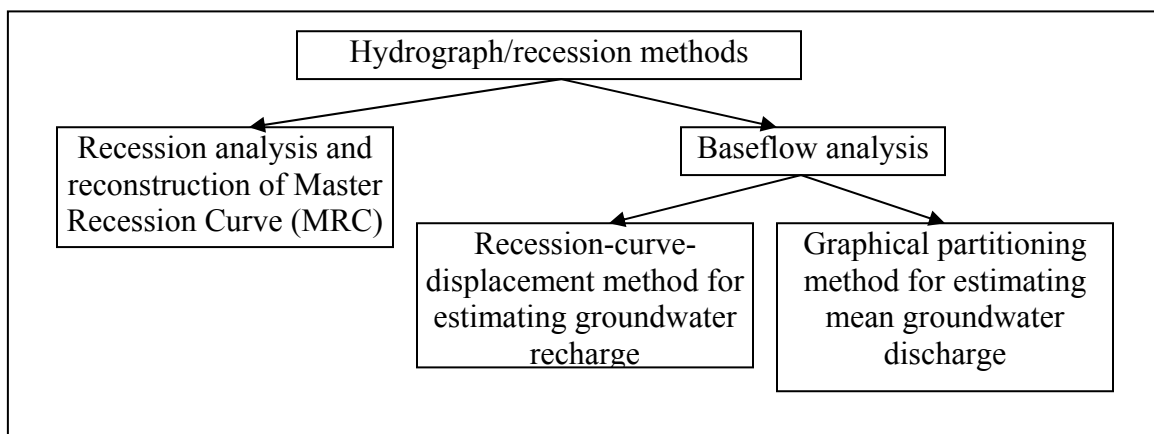 Hydrograph/recession methods
Recession analysis and
reconstruction of Master
Recession Curve (MRC)
Baseflow analysis
Recession-curve-
displacement method for
estimating groundwater
recharge
Graphical partitioning
method for estimating
mean groundwater
discharge